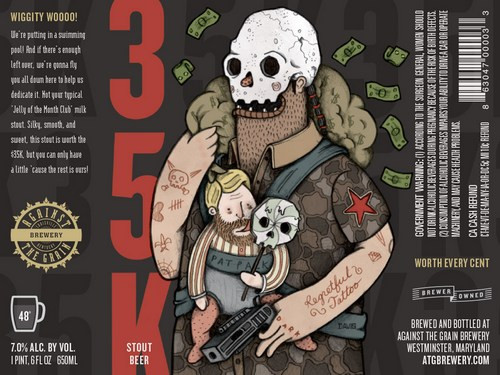 WIGGITY WOOOO!
We're putting in a swimming
pool! And if there's enough
left over, we're gonna fly
you all down here to help us
dedicate it. Not your typical
"Jelly of the Month Club" milk
stout. Silky, smooth, and
sweet, this stout is worth the
$35K, but you can only have
a little 'cause the rest is ours!
AGAINST
BREWERY
THE GRAIN
48°
7.0% ALC. BY VOL.
1 PINT, 6 FL OZ 650ML
35K
STOUT
BEER
PAT PACK
Regretful
Tattoo
DAVIS
GOVERNMENT WARNING: (1) ACCORDING TO THE SURGEON GENERAL, WOMEN SHOULD
NOT DRINK ALCOHOLIC BEVERAGES DURING PREGNANCY BECAUSE OF THE RISK OF BIRTH DEFECTS.
(2) CONSUMPTION OF ALCOHOLIC BEVERAGES IMPAIRS YOUR ABILITY TO DRIVE A CAR OR OPERATE
MACHINERY, AND MAY CAUSE HEALTH PROBLEMS.
CA CASH REFUND
8 63047 00003 3
WORTH EVERY CENT
BREWER OWNED
BREWED AND BOTTLED AT
AGAINST THE GRAIN BREWERY
WESTMINSTER, MARYLAND
ATGBREWERY.COM